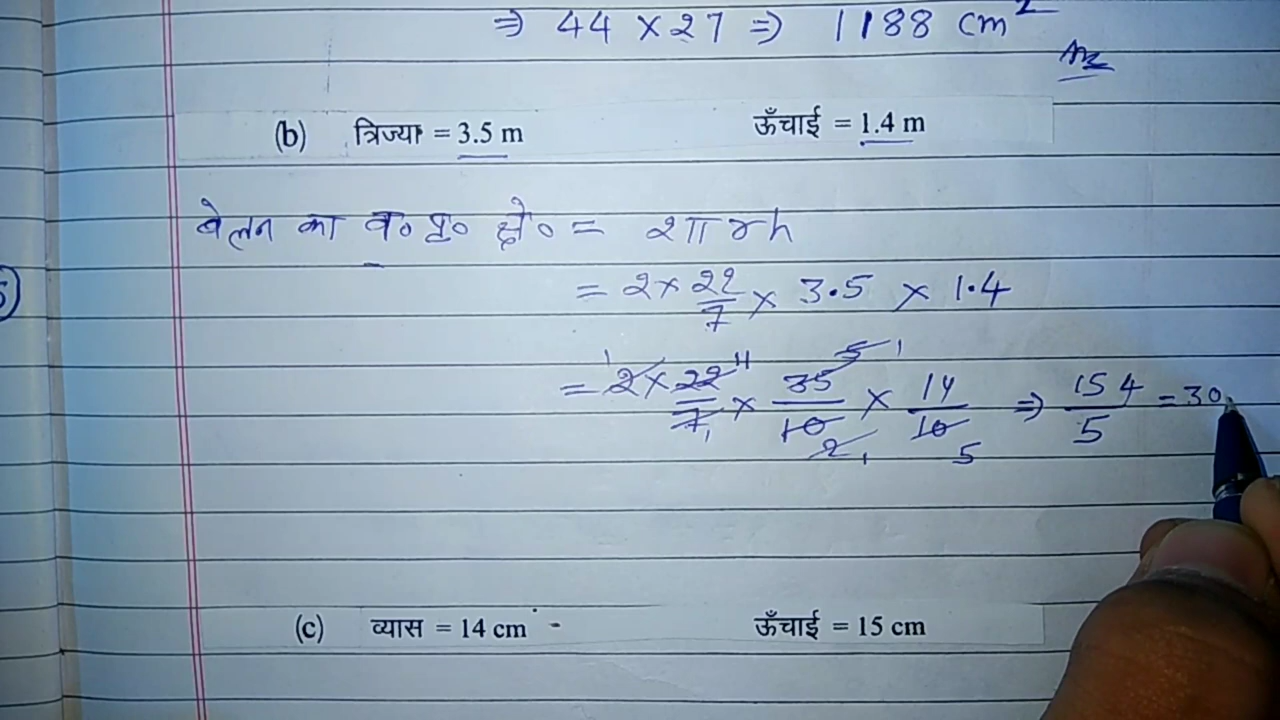 ⇒ 44 × 27 ⇒ 1188 cm²
Ans
(b) त्रिज्या = 3.5 m ऊँचाई = 1.4 m
बेलन का व० पृ० क्षे० = 2πrh
= 2 × 22/7 × 3.5 × 1.4
= 2 × 22/7 × 35/10 × 14/10 ⇒ 154/5 = 30.
(c) व्यास = 14 cm ऊँचाई = 15 cm